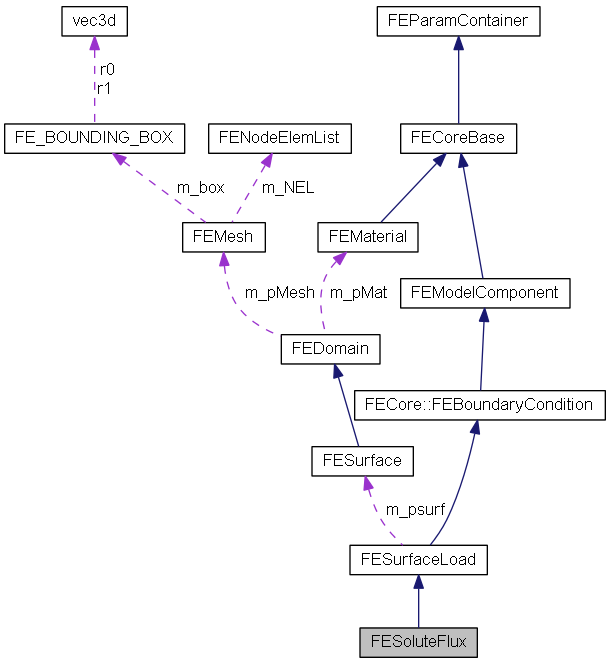 vec3d
FEParamContainer
r0
r1
FE_BOUNDING_BOX
FENodeElemList
FECoreBase
m_box
m_NEL
FEMesh
FEMaterial
m_pMesh
m_pMat
FEModelComponent
FEDomain
FECore::FEBoundaryCondition
FESurface
m_psurf
FESurfaceLoad
FESoluteFlux